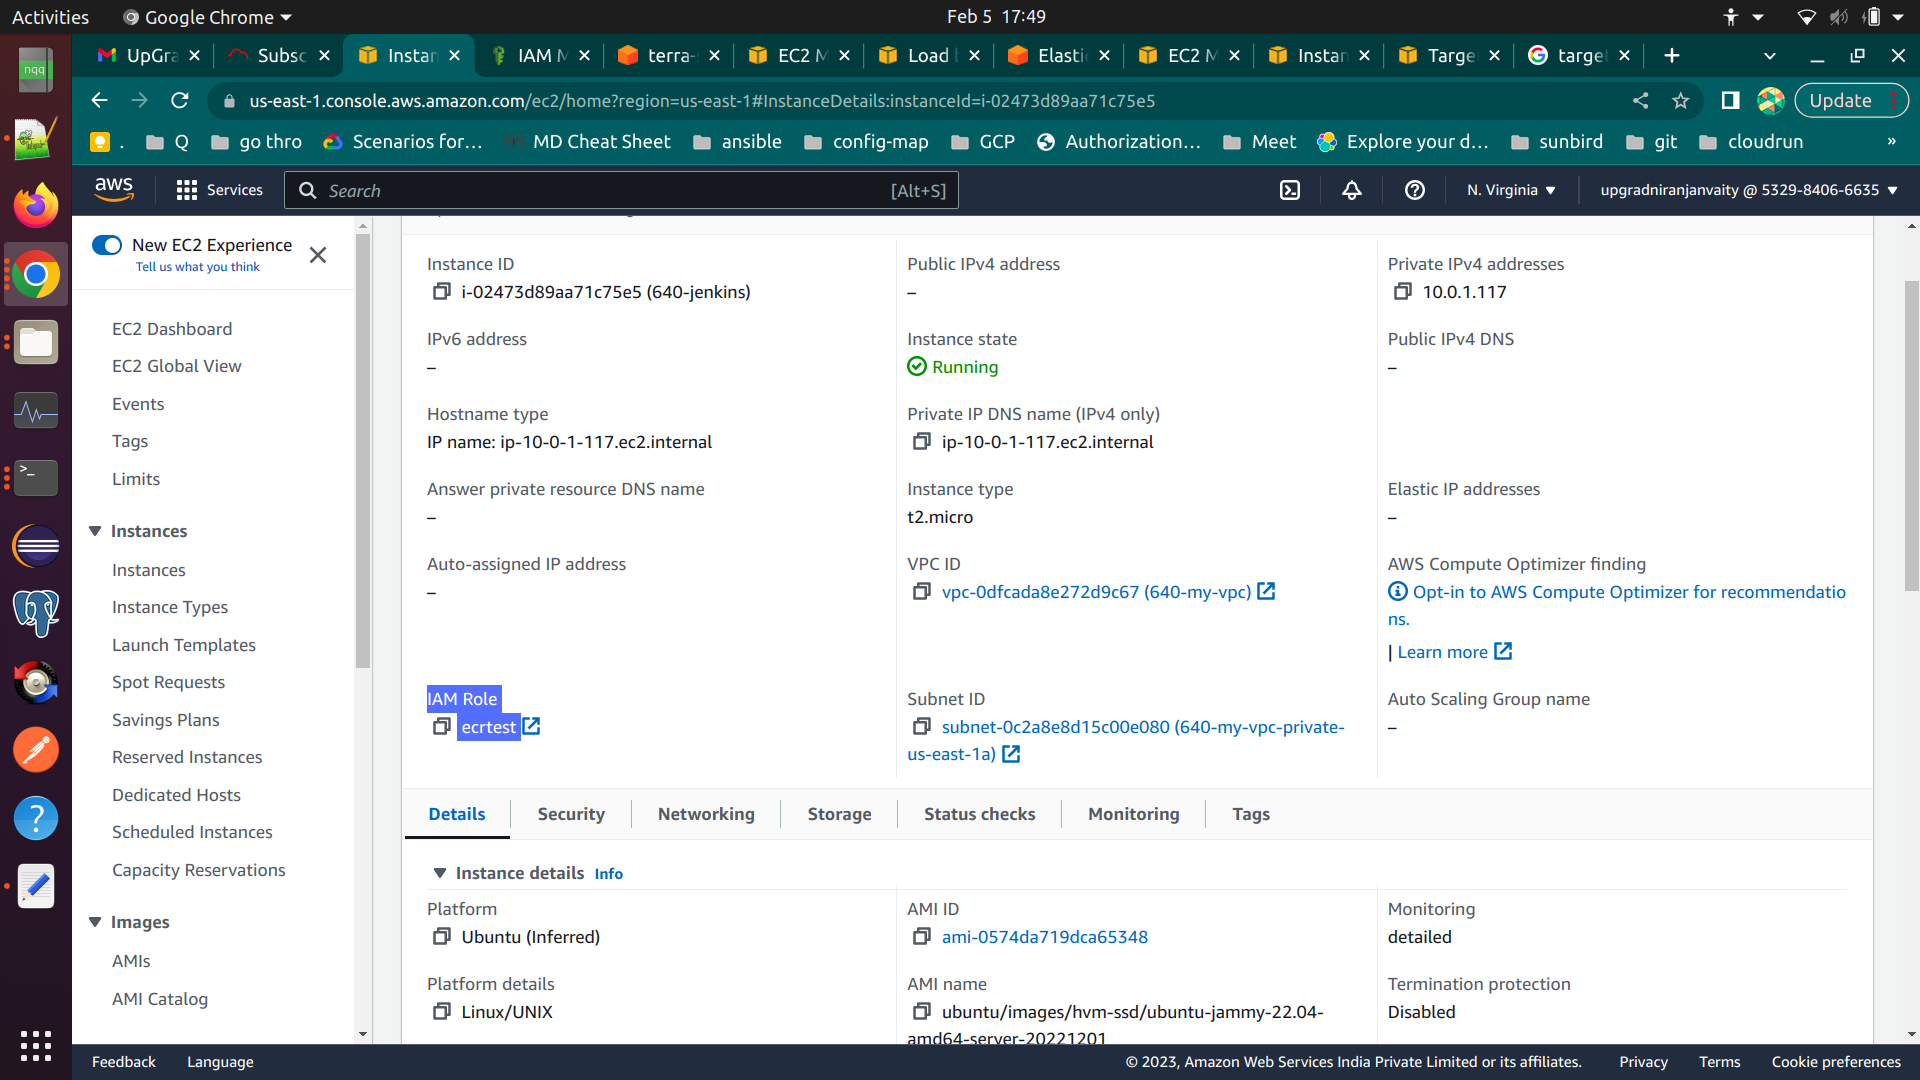 Activities
Google Chrome
Feb 5 17:49
UpGra
Subsc
Instan
IAM M
terra-
EC2 M
Load b
Elasti
EC2 M
Instan
Targe
targe
us-east-1.console.aws.amazon.com/ec2/home?region=us-east-1#InstanceDetails:instanceId=i-02473d89aa71c75e5
Update
.
Q
go thro
Scenarios for...
MD Cheat Sheet
ansible
config-map
GCP
Authorization...
Meet
Explore your d...
sunbird
git
cloudrun
»
aws
Services
Search
[Alt+S]
N. Virginia
upgradniranjanvaity @ 5329-8406-6635
New EC2 Experience
Tell us what you think
EC2 Dashboard
EC2 Global View
Events
Tags
Limits
Instances
Instances
Instance Types
Launch Templates
Spot Requests
Savings Plans
Reserved Instances
Dedicated Hosts
Scheduled Instances
Capacity Reservations
Images
AMIs
AMI Catalog
Instance ID
i-02473d89aa71c75e5 (640-jenkins)
Public IPv4 address
–
Private IPv4 addresses
10.0.1.117
IPv6 address
–
Instance state
Running
Public IPv4 DNS
–
Hostname type
IP name: ip-10-0-1-117.ec2.internal
Private IP DNS name (IPv4 only)
ip-10-0-1-117.ec2.internal
Answer private resource DNS name
–
Instance type
t2.micro
Elastic IP addresses
–
Auto-assigned IP address
–
VPC ID
vpc-0dfcada8e272d9c67 (640-my-vpc)
AWS Compute Optimizer finding
Opt-in to AWS Compute Optimizer for recommendatio
ns.
| Learn more
IAM Role
ecrtest
Subnet ID
subnet-0c2a8e8d15c00e080 (640-my-vpc-private-
us-east-1a)
Auto Scaling Group name
–
Details
Security
Networking
Storage
Status checks
Monitoring
Tags
Instance details Info
Platform
Ubuntu (Inferred)
AMI ID
ami-0574da719dca65348
Monitoring
detailed
Platform details
Linux/UNIX
AMI name
ubuntu/images/hvm-ssd/ubuntu-jammy-22.04-
amd64-server-20221201
Termination protection
Disabled
Feedback
Language
© 2023, Amazon Web Services India Private Limited or its affiliates.
Privacy
Terms
Cookie preferences